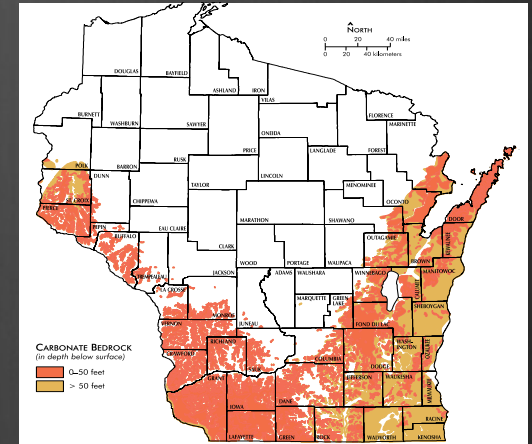 NORTH
0 20 40 miles
0 20 40 kilometers
DOUGLAS
BAYFIELD
ASHLAND
IRON
VILAS
FLORENCE
MARINETTE
BURNETT
WASHBURN
SAWYER
ONEIDA
FOREST
PRICE
LANGLADE
POLK
BARRON
RUSK
LINCOLN
DUNN
TAYLOR
MENOMINEE
OCONTO
ST. CROIX
CHIPPEWA
PIERCE
MARATHON
SHAWANO
DOOR
PEPIN
EAU CLAIRE
BUFFALO
CLARK
OUTAGAMIE
KEWAUNEE
WOOD
PORTAGE
WAUPACA
BROWN
TREMPEALEAU
JACKSON
ADAMS
WAUSHARA
WINNEBAGO
MANITOWOC
CALUMET
LA CROSSE
MARQUETTE
GREEN
LAKE
MONROE
JUNEAU
SHEBOYGAN
VERNON
FOND DU LAC
RICHLAND
WASH-
INGTON
OZAUKEE
CRAWFORD
SAUK
COLUMBIA
DODGE
GRANT
JEFFERSON
WAUKESHA
DANE
MILWAUKEE
IOWA
RACINE
LAFAYETTE
GREEN
ROCK
WALWORTH
KENOSHA
CARBONATE BEDROCK
(in depth below surface)
0–50 feet
> 50 feet